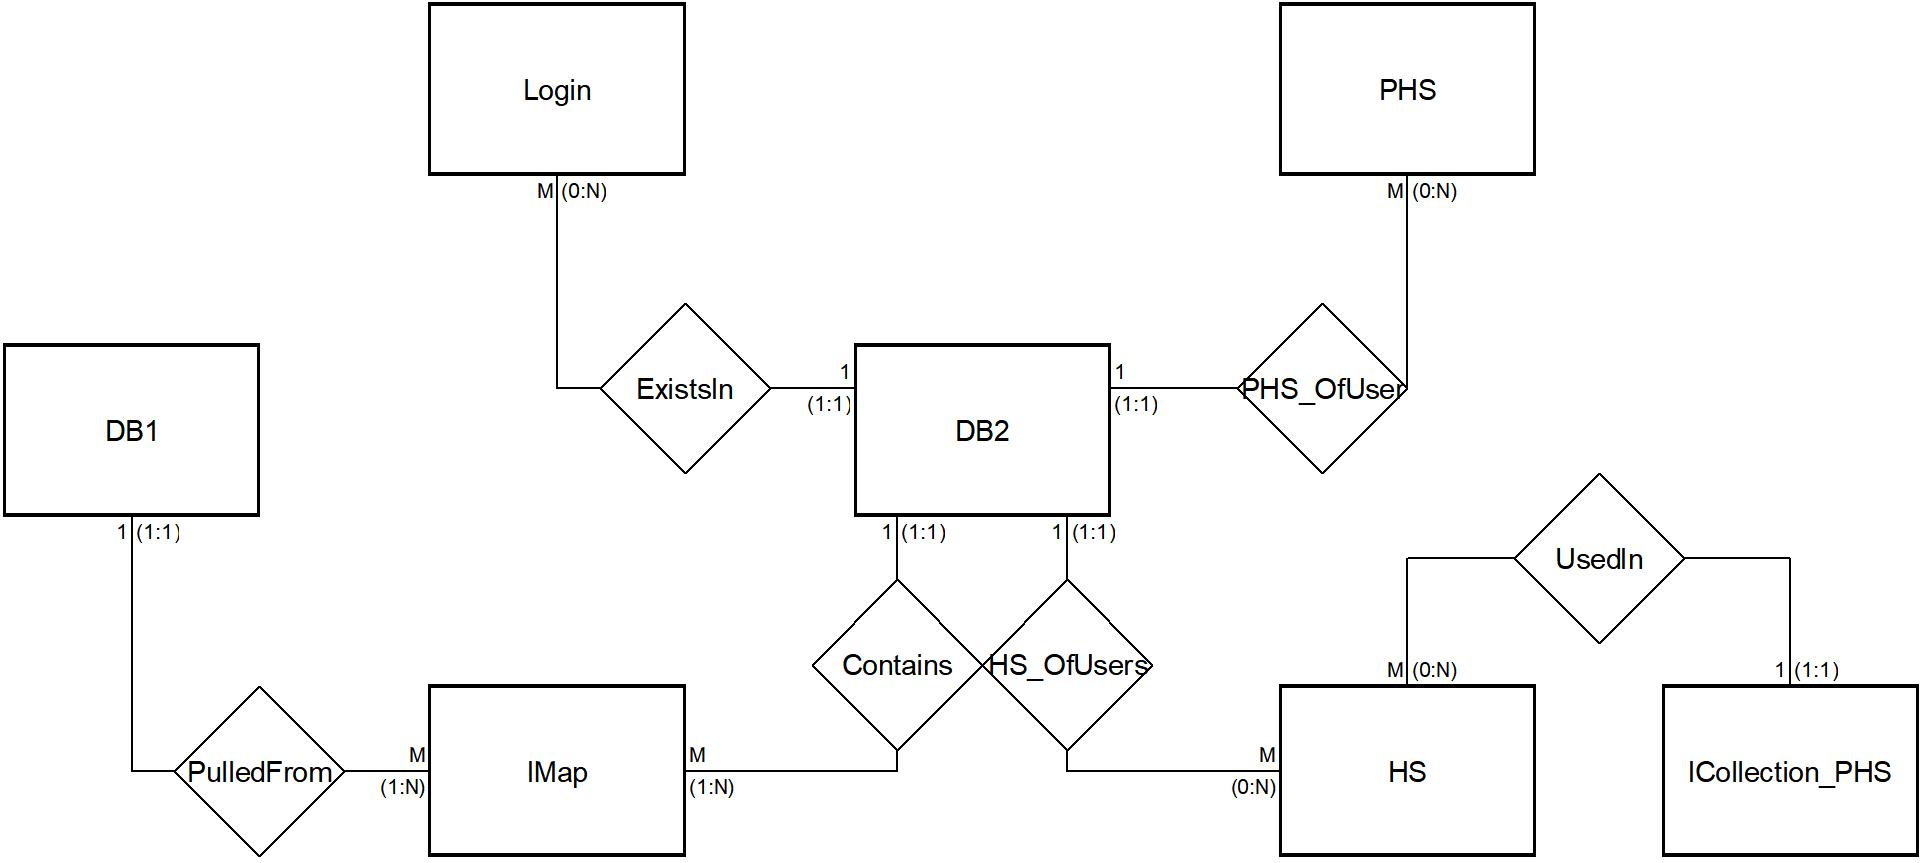 Login
PHS
M (0:N)
M (0:N)
DB1
ExistsIn
1
(1:1)
DB2
1
(1:1)
PHS_OfUser
1 (1:1)
1 (1:1)
1 (1:1)
UsedIn
Contains
HS_OfUsers
M (0:N)
1 (1:1)
PulledFrom
M
(1:N)
IMap
M
(1:N)
M
(0:N)
HS
ICollection_PHS